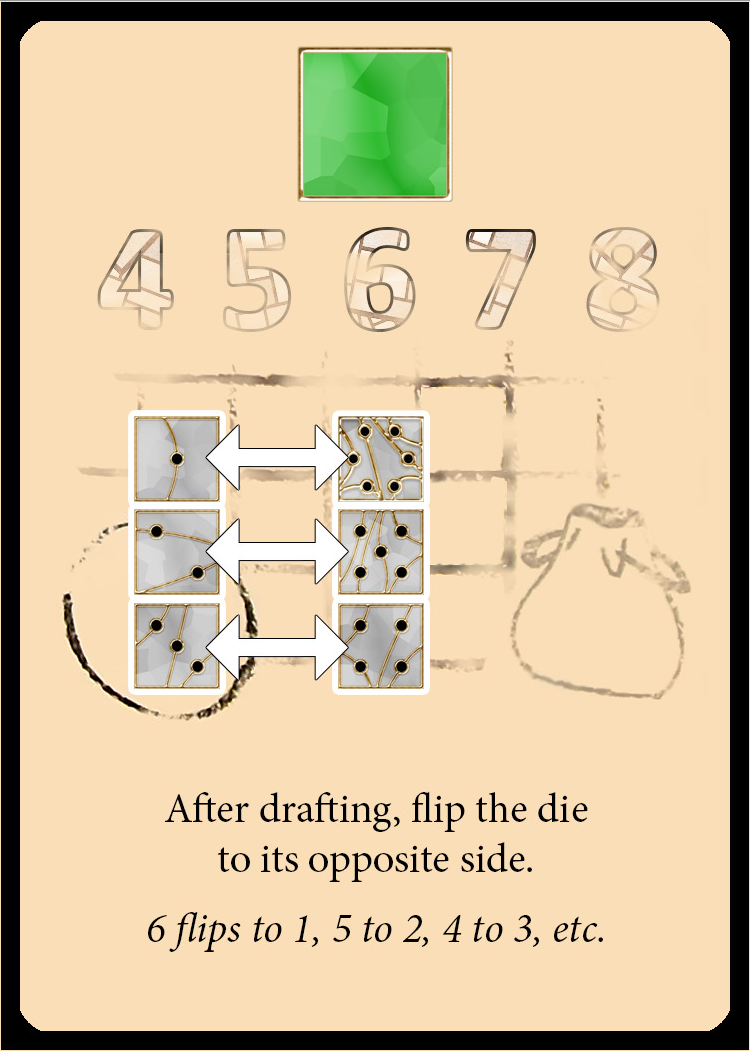 4 5 6 7 8
After drafting, flip the die
to its opposite side.
6 flips to 1, 5 to 2, 4 to 3, etc.